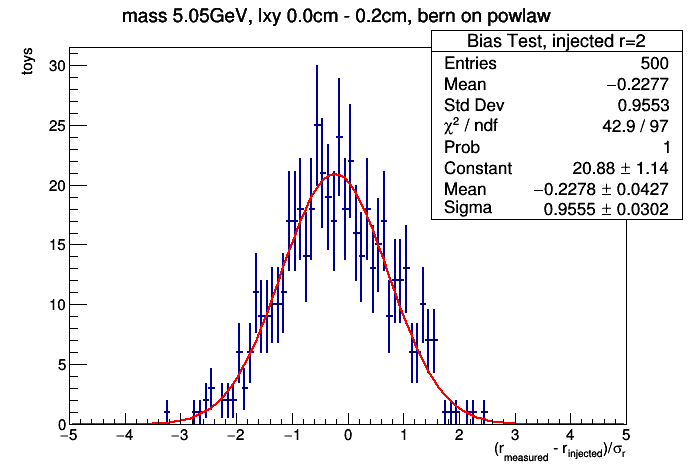 mass 5.05GeV, lxy 0.0cm - 0.2cm, bern on powlaw
Bias Test, injected r=2
Entries 500
Mean −0.2277
Std Dev 0.9553
χ² / ndf 42.9 / 97
Prob 1
Constant 20.88 ± 1.14
Mean −0.2278 ± 0.0427
Sigma 0.9555 ± 0.0302
toys
30
25
20
15
10
5
0
−5 −4 −3 −2 −1 0 1 2 3 4 5
(r_measured - r_injected)/σ_r